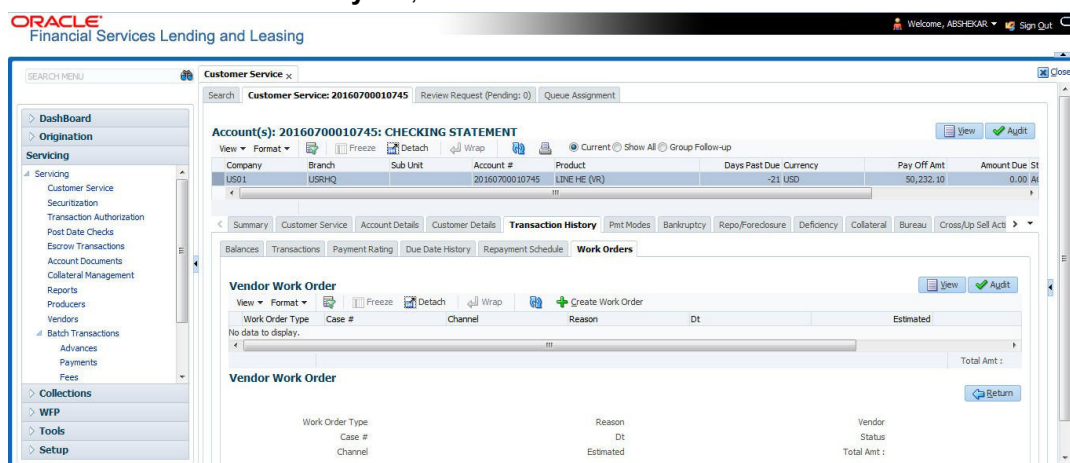 ORACLE
Financial Services Lending and Leasing
Welcome, ABSHEKAR Sign Out
SEARCH MENU
Customer Service x
Close
Search Customer Service: 20160700010745 Review Request (Pending: 0) Queue Assignment
DashBoard
Origination
Servicing
Servicing
Customer Service
Securitization
Transaction Authorization
Post Date Checks
Escrow Transactions
Account Documents
Collateral Management
Reports
Producers
Vendors
Batch Transactions
Advances
Payments
Fees
Collections
WFP
Tools
Setup
Account(s): 20160700010745: CHECKING STATEMENT
View Audit
View Format Freeze Detach Wrap Current Show All Group Follow-up
Company Branch Sub Unit Account # Product Days Past Due Currency Pay Off Amt Amount Due St
US01 USRHQ 20160700010745 LINE HE (VR) -21 USD 50,232.10 0.00 A
Summary Customer Service Account Details Customer Details Transaction History Pmt Modes Bankruptcy Repo/Foreclosure Deficiency Collateral Bureau Cross/Up Sell Acti
Balances Transactions Payment Rating Due Date History Repayment Schedule Work Orders
Vendor Work Order
View Audit
View Format Freeze Detach Wrap Create Work Order
Work Order Type Case # Channel Reason Dt Estimated
No data to display.
Total Amt :
Vendor Work Order
Return
Work Order Type Reason Vendor
Case # Dt Status
Channel Estimated Total Amt :